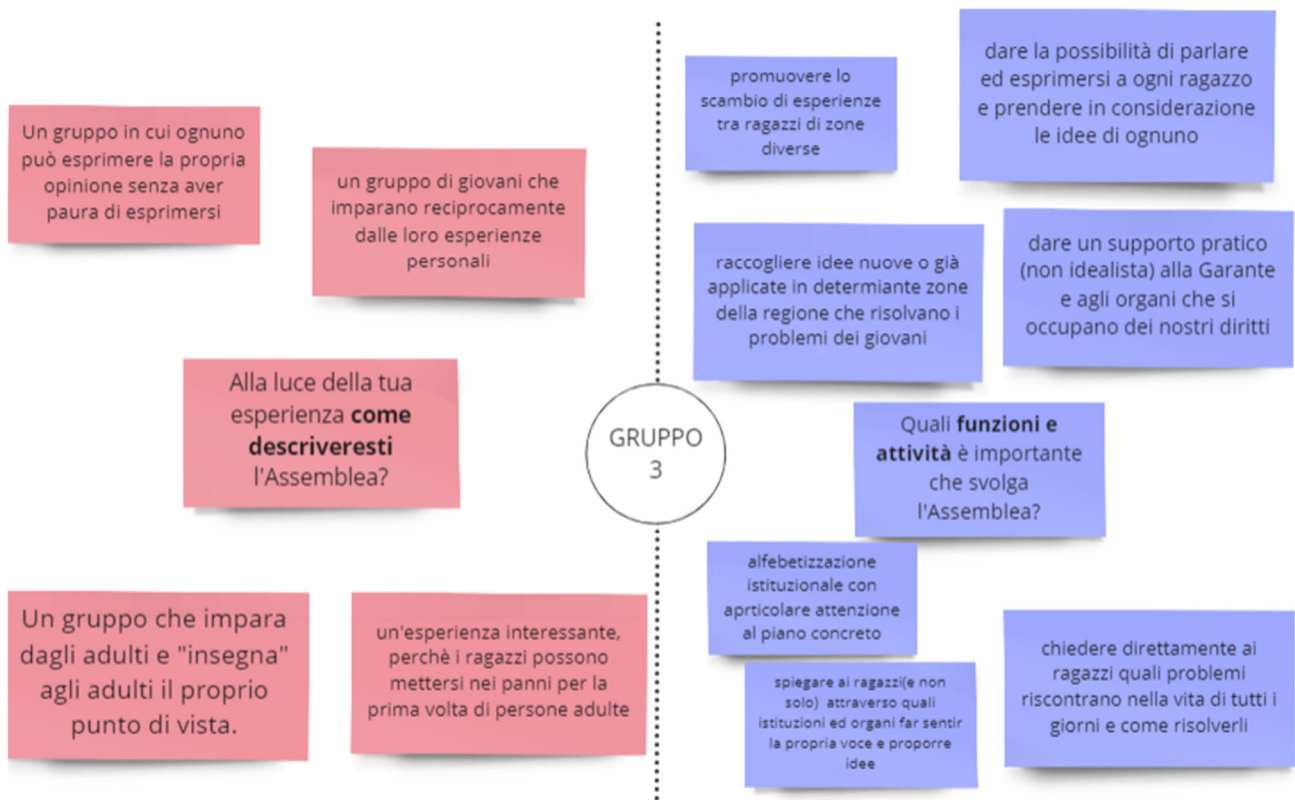 Un gruppo in cui ognuno
può esprimere la propria
opinione senza aver
paura di esprimersi
un gruppo di giovani che
imparano reciprocamente
dalle loro esperienze
personali
Alla luce della tua
esperienza come
descriveresti
l'Assemblea?
Un gruppo che impara
dagli adulti e "insegna"
agli adulti il proprio
punto di vista.
un'esperienza interessante,
perchè i ragazzi possono
mettersi nei panni per la
prima volta di persone adulte
GRUPPO
3
promuovere lo
scambio di esperienze
tra ragazzi di zone
diverse
dare la possibilità di parlare
ed esprimersi a ogni ragazzo
e prendere in considerazione
le idee di ognuno
raccogliere idee nuove o già
applicate in determiante zone
della regione che risolvano i
problemi dei giovani
dare un supporto pratico
(non idealista) alla Garante
e agli organi che si
occupano dei nostri diritti
Quali funzioni e
attività è importante
che svolga
l'Assemblea?
alfebetizzazione
istituzionale con
aprticolare attenzione
al piano concreto
spiegare ai ragazzi(e non
solo) attraverso quali
istituzioni ed organi far sentir
la propria voce e proporre
idee
chiedere direttamente ai
ragazzi quali problemi
riscontrano nella vita di tutti i
giorni e come risolverli